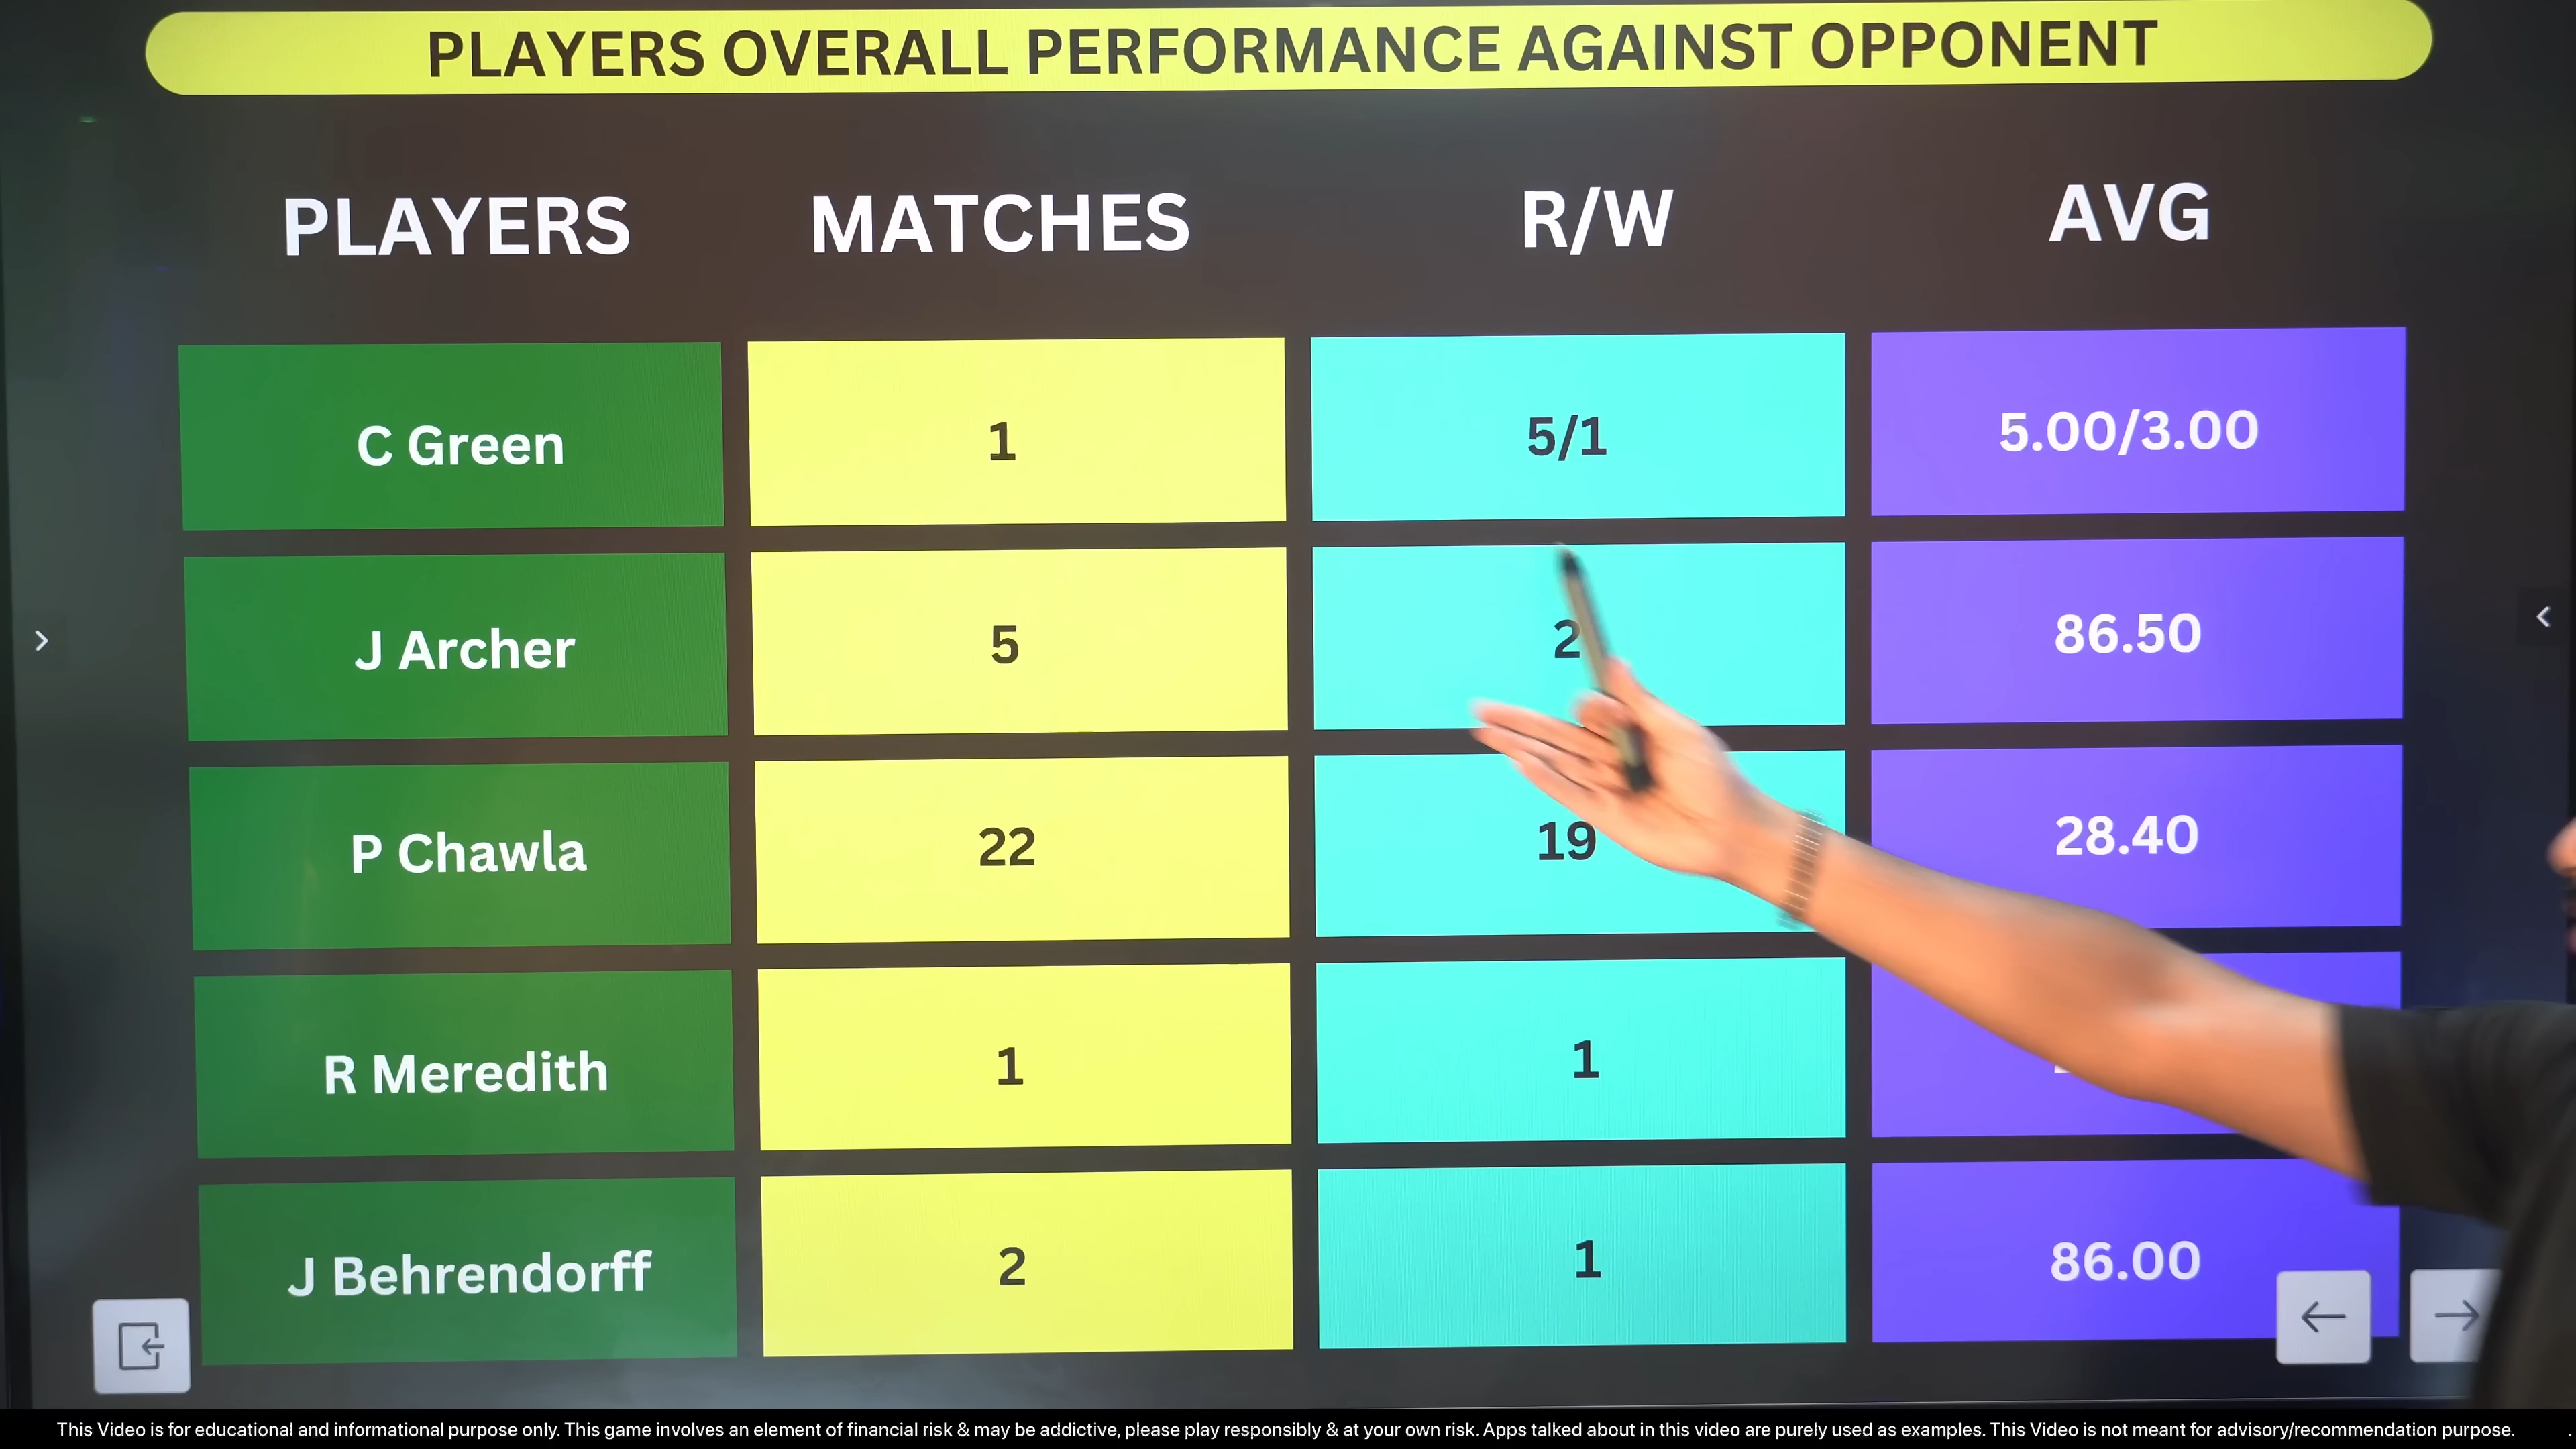 PLAYERS OVERALL PERFORMANCE AGAINST OPPONENT
PLAYERS MATCHES R/W AVG
C Green 1 5/1 5.00/3.00
J Archer 5 2 86.50
P Chawla 22 19 28.40
R Meredith 1 1
J Behrendorff 2 1 86.00
This Video is for educational and informational purpose only. This game involves an element of financial risk & may be addictive, please play responsibly & at your own risk. Apps talked about in this video are purely used as examples. This Video is not meant for advisory/recommendation purpose.